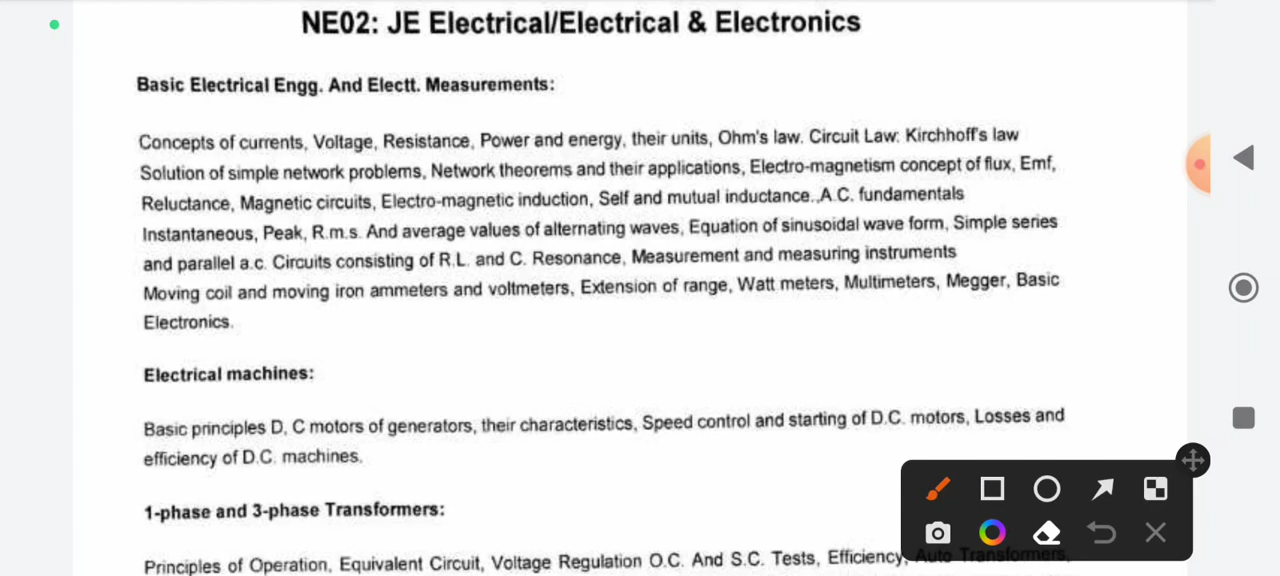 NE02: JE Electrical/Electrical & Electronics
Basic Electrical Engg. And Electt. Measurements:
Concepts of currents, Voltage, Resistance, Power and energy, their units, Ohm's law. Circuit Law: Kirchhoff's law
Solution of simple network problems, Network theorems and their applications, Electro-magnetism concept of flux, Emf,
Reluctance, Magnetic circuits, Electro-magnetic induction, Self and mutual inductance.,A.C. fundamentals
Instantaneous, Peak, R.m.s. And average values of alternating waves, Equation of sinusoidal wave form, Simple series
and parallel a.c. Circuits consisting of R.L. and C. Resonance, Measurement and measuring instruments
Moving coil and moving iron ammeters and voltmeters, Extension of range, Watt meters, Multimeters, Megger, Basic
Electronics.
Electrical machines:
Basic principles D, C motors of generators, their characteristics, Speed control and starting of D.C. motors, Losses and
efficiency of D.C. machines.
1-phase and 3-phase Transformers:
Principles of Operation, Equivalent Circuit, Voltage Regulation O.C. And S.C. Tests, Efficiency, Auto Transformers,